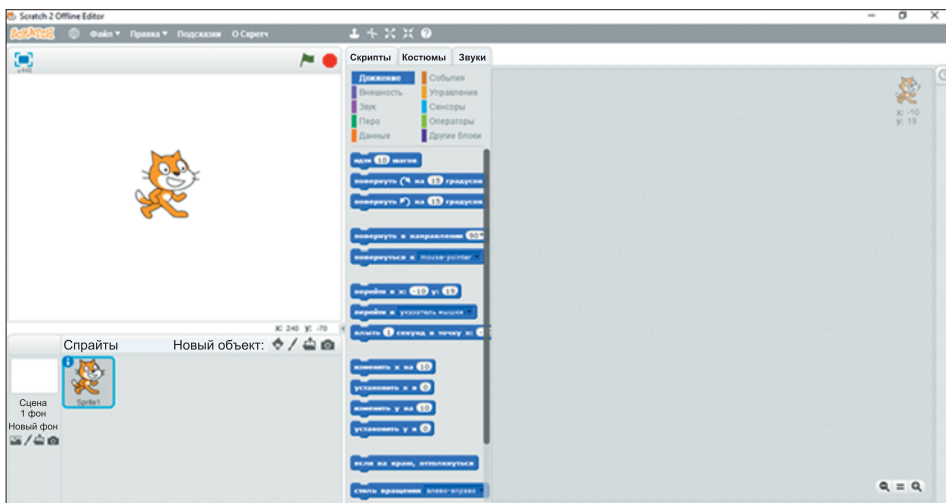 Scratch 2 Offline Editor
SCRATCH Файл Правка Подсказки О Скретч
Скрипты Костюмы Звуки
Движение События
Внешность Управление
Звук Сенсоры
Перо Операторы
Данные Другие блоки
x: -10
y: 19
идти 10 шагов
повернуть на 15 градусов
повернуть на 15 градусов
повернуть в направлении 90
повернуться к mouse-pointer
перейти в x: -10 y: 19
перейти в указатель мышки
плыть 1 секунд в точку x:
изменить x на 10
установить x в 0
изменить y на 10
установить y в 0
если на краю, оттолкнуться
стиль вращения влево-вправо
x: 240 y: -70
Спрайты Новый объект:
Sprite1
Сцена
1 фон
Новый фон